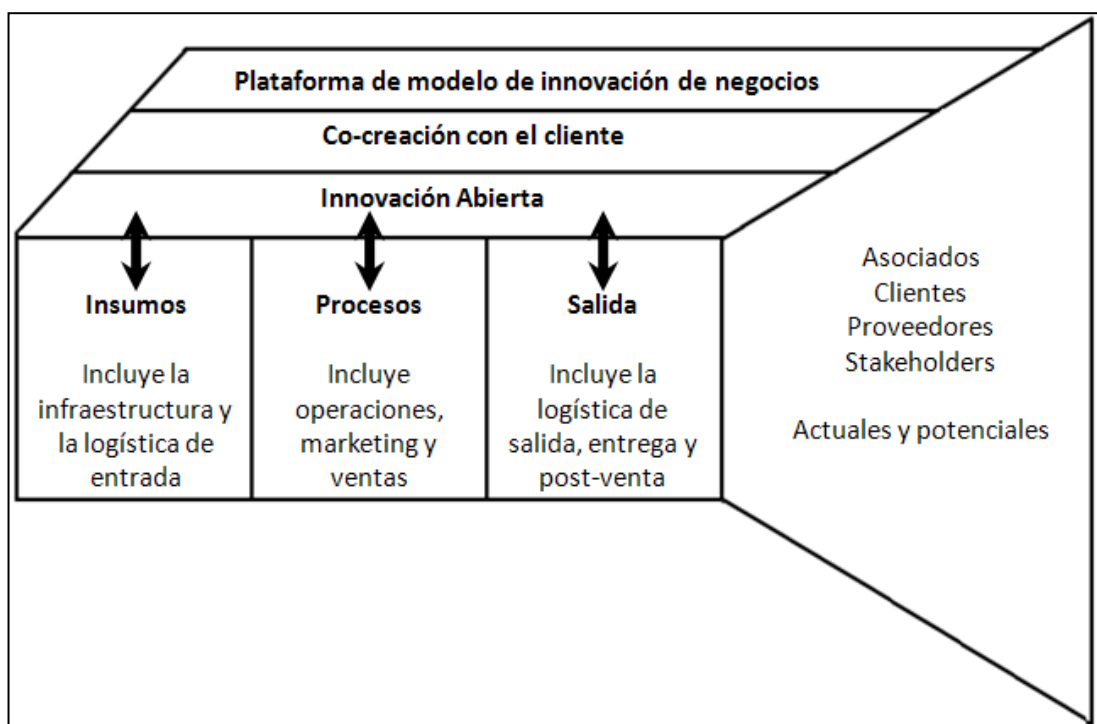 Plataforma de modelo de innovación de negocios
Co-creación con el cliente
Innovación Abierta
Insumos
Incluye la
infraestructura y
la logística de
entrada
Procesos
Incluye
operaciones,
marketing y
ventas
Salida
Incluye la
logística de
salida, entrega y
post-venta
Asociados
Clientes
Proveedores
Stakeholders
Actuales y potenciales